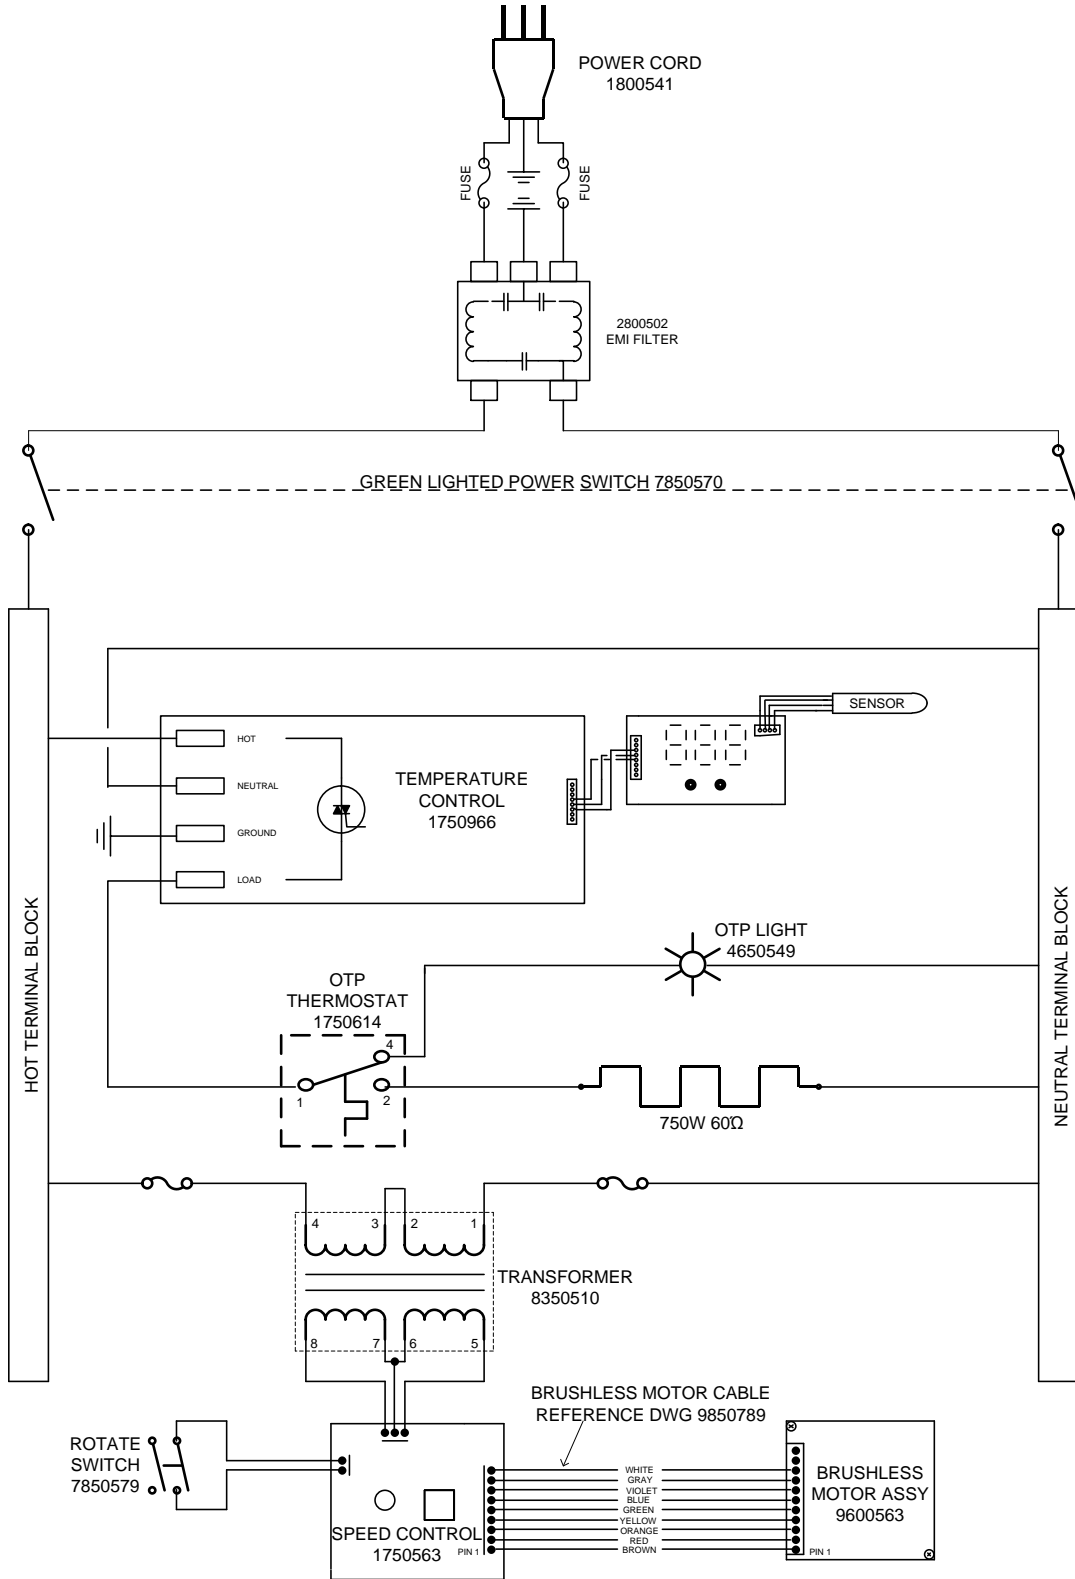 POWER CORD
1800541
FUSE
FUSE
2800502
EMI FILTER
GREEN LIGHTED POWER SWITCH 7850570
HOT TERMINAL BLOCK
NEUTRAL TERMINAL BLOCK
SENSOR
HOT
NEUTRAL
GROUND
LOAD
TEMPERATURE
CONTROL
1750966
OTP LIGHT
4650549
OTP
THERMOSTAT
1750614
4
1
2
750W 60Ω
4 3 2 1
TRANSFORMER
8350510
8 7 6 5
BRUSHLESS MOTOR CABLE
REFERENCE DWG 9850789
ROTATE
SWITCH
7850579
SPEED CONTROL
1750563
PIN 1
WHITE
GRAY
VIOLET
BLUE
GREEN
YELLOW
ORANGE
RED
BROWN
BRUSHLESS
MOTOR ASSY
9600563
PIN 1